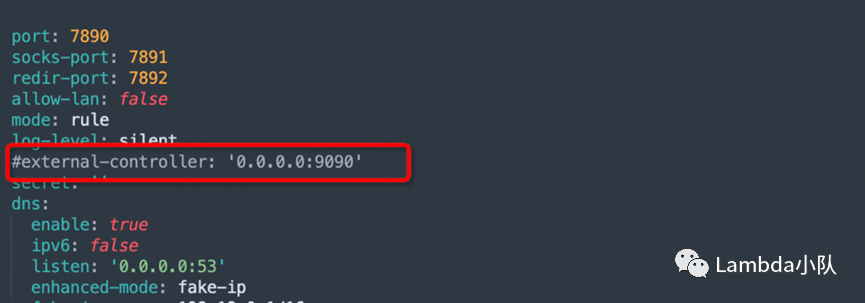 port: 7890
socks-port: 7891
redir-port: 7892
allow-lan: false
mode: rule
log-level: silent
#external-controller: '0.0.0.0:9090'
secret: ''
dns:
enable: true
ipv6: false
listen: '0.0.0.0:53'
enhanced-mode: fake-ip
Lambda小队